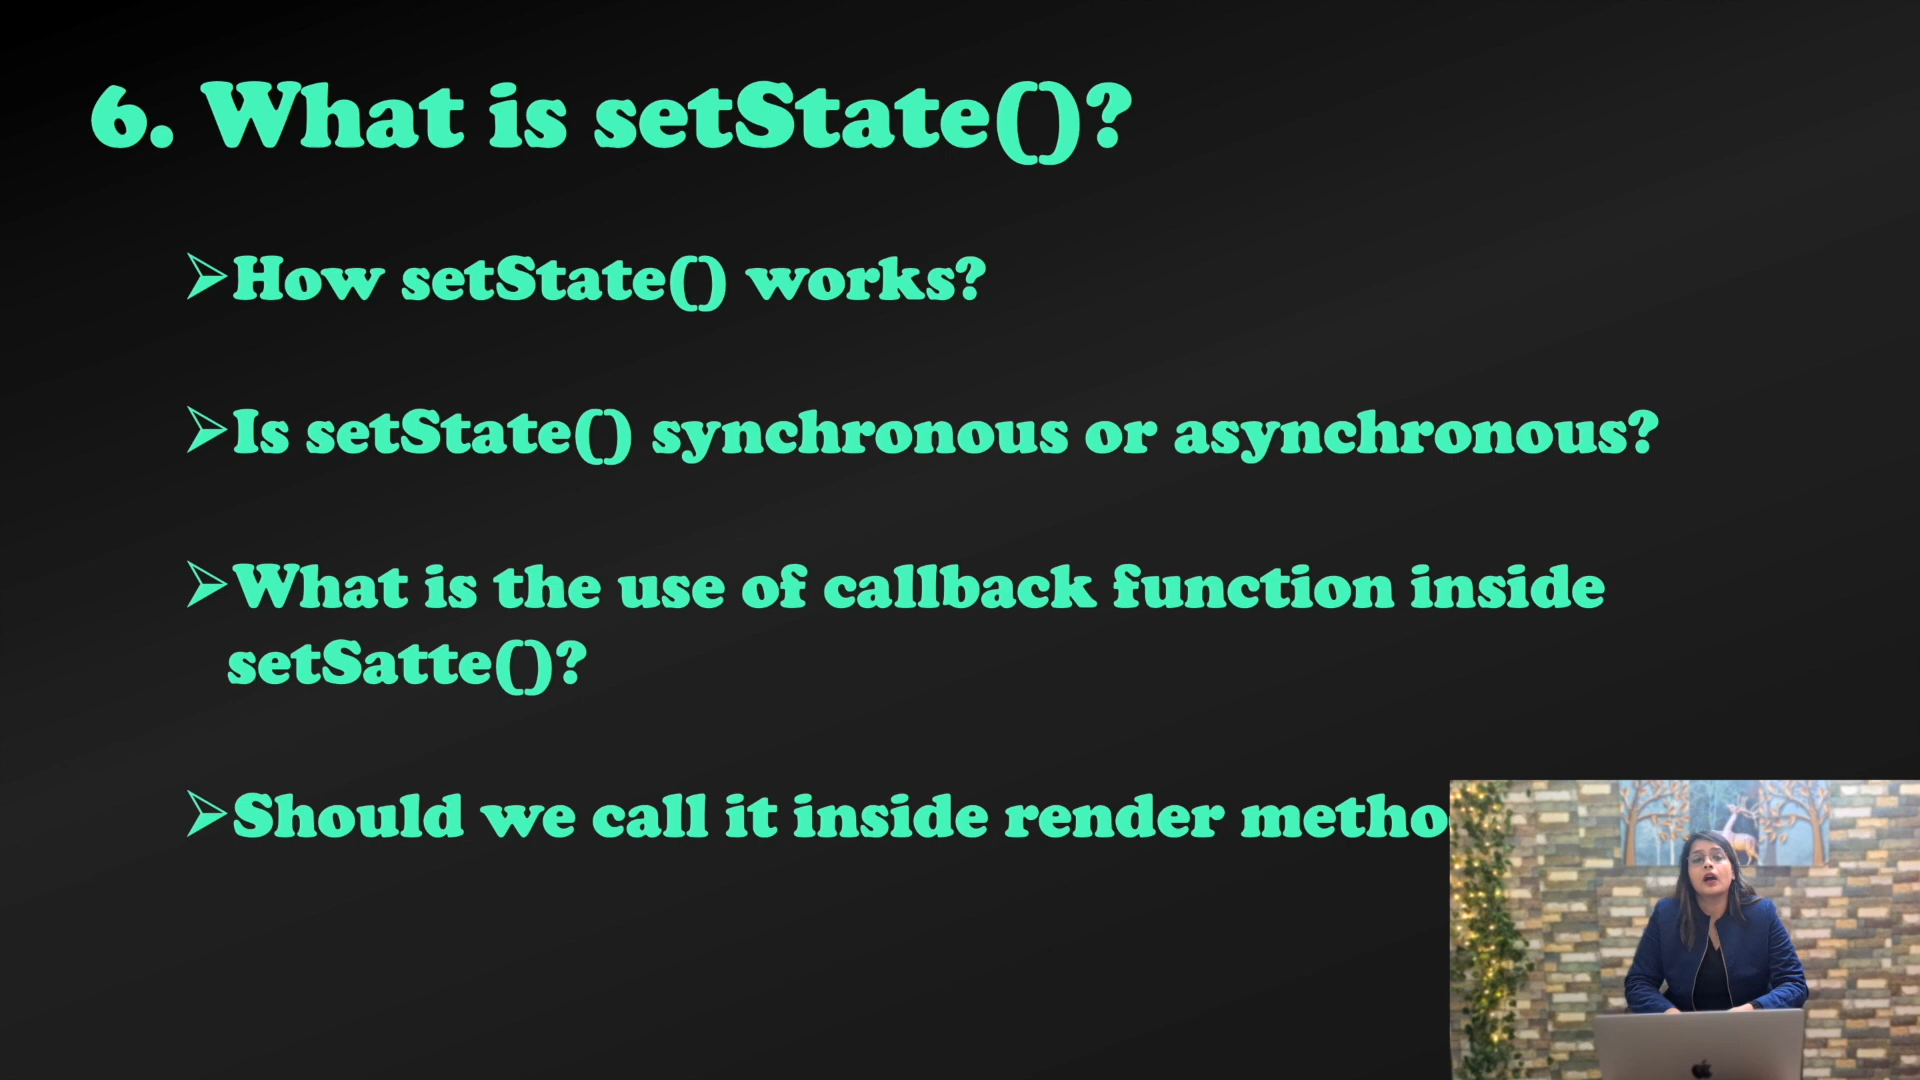 6. What is setState()?
➢How setState() works?
➢Is setState() synchronous or asynchronous?
➢What is the use of callback function inside
setSatte()?
➢Should we call it inside render